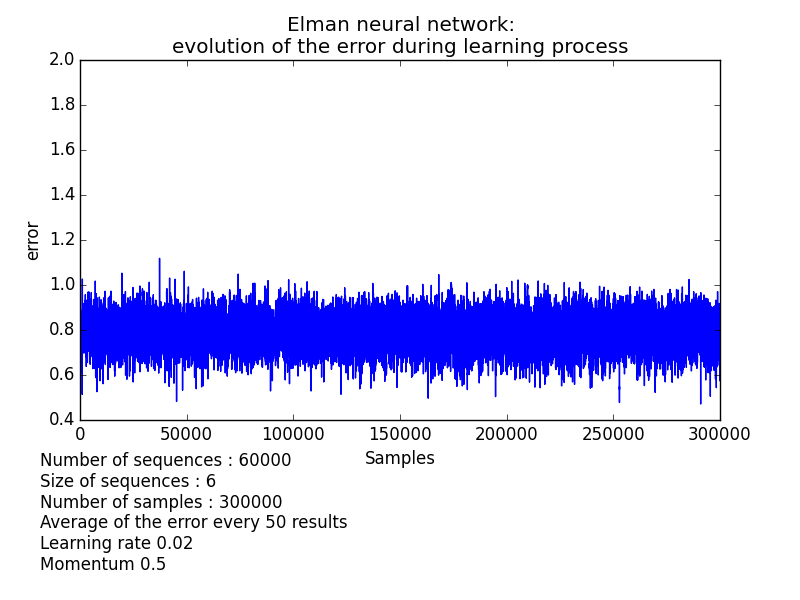 Elman neural network:
evolution of the error during learning process
2.0
1.8
1.6
1.4
1.2
1.0
0.8
0.6
0.4
error
0 50000 100000 150000 200000 250000 300000
Samples
Number of sequences : 60000
Size of sequences : 6
Number of samples : 300000
Average of the error every 50 results
Learning rate 0.02
Momentum 0.5